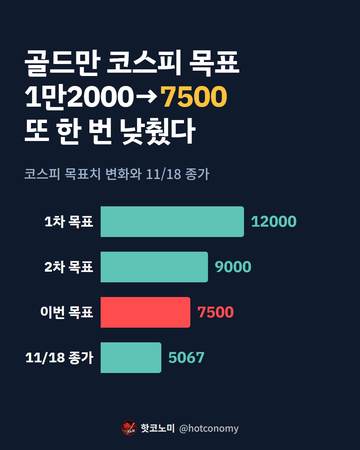 골드만 코스피 목표
1만2000→7500
또 한 번 낮췄다
코스피 목표치 변화와 11/18 종가
1차 목표 12000
2차 목표 9000
이번 목표 7500
11/18 종가 5067
핫코노미 @hotconomy